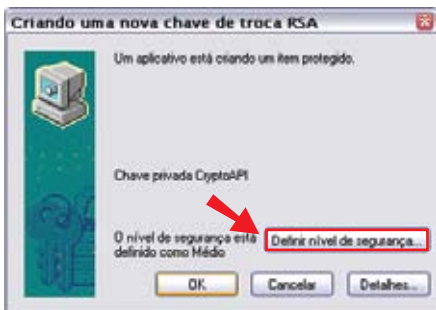 Criando uma nova chave de troca RSA
Um aplicativo está criando um item protegido.
Chave privada CryptoAPI
O nível de segurança está
definido como Médio
Definir nível de segurança...
OK
Cancelar
Detalhes...